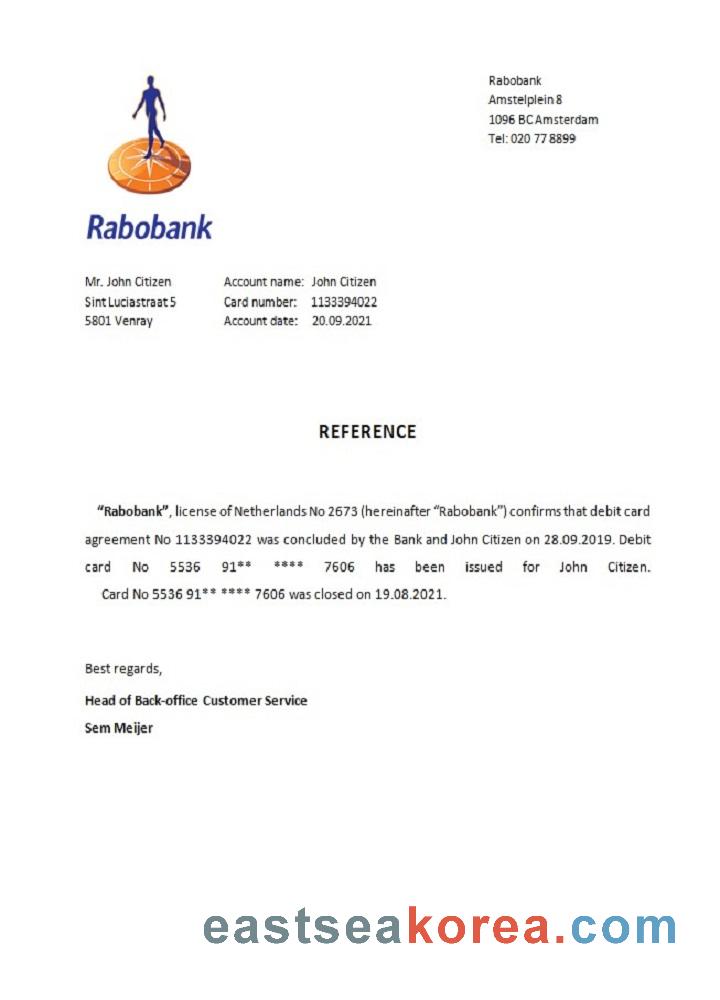 Rabobank
Amstelplein 8
1096 BC Amsterdam
Tel: 020 77 8899
Rabobank
Mr. John Citizen Account name: John Citizen
Sint Luciastraat 5 Card number: 1133394022
5801 Venray Account date: 20.09.2021
REFERENCE
“Rabobank”, license of Netherlands No 2673 (hereinafter “Rabobank”) confirms that debit card
agreement No 1133394022 was concluded by the Bank and John Citizen on 28.09.2019. Debit
card No 5536 91** **** 7606 has been issued for John Citizen.
Card No 5536 91** **** 7606 was closed on 19.08.2021.
Best regards,
Head of Back-office Customer Service
Sem Meijer
eastseakorea.com